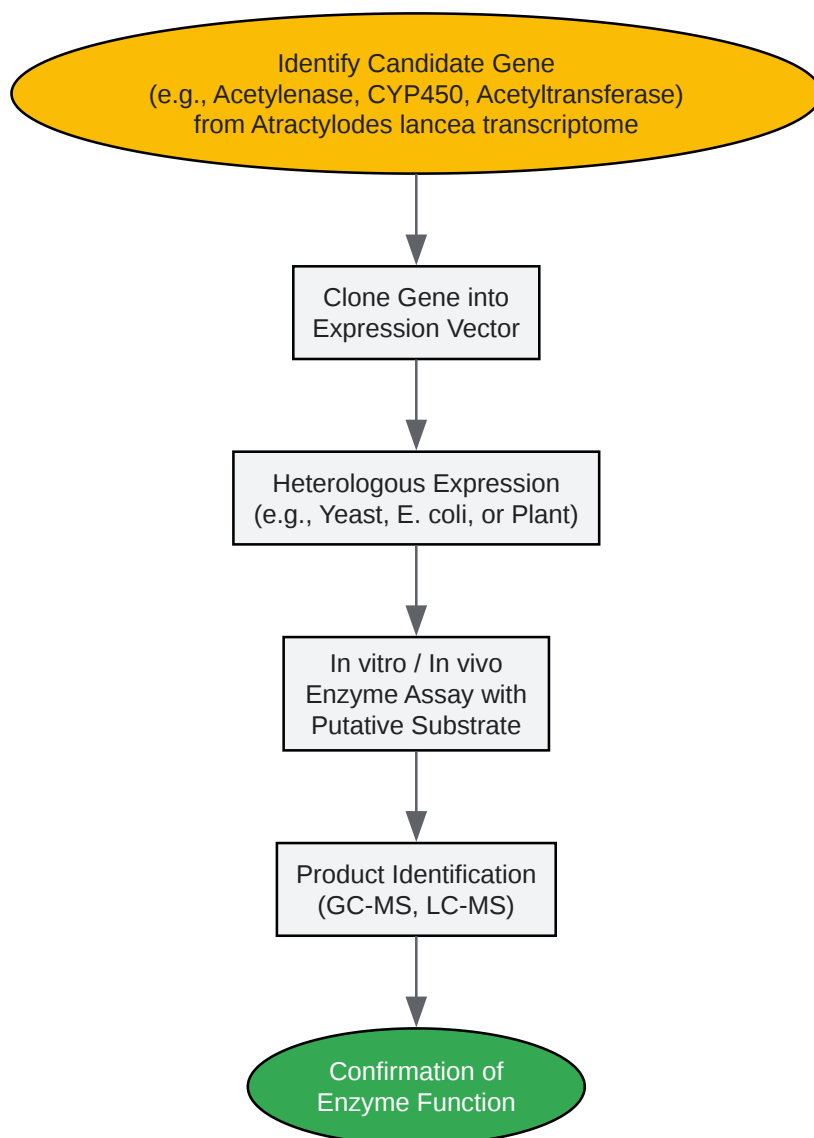 Identify Candidate Gene
(e.g., Acetylenase, CYP450, Acetyltransferase)
from Atractylodes lancea transcriptome
Clone Gene into
Expression Vector
Heterologous Expression
(e.g., Yeast, E. coli, or Plant)
In vitro / In vivo
Enzyme Assay with
Putative Substrate
Product Identification
(GC-MS, LC-MS)
Confirmation of
Enzyme Function